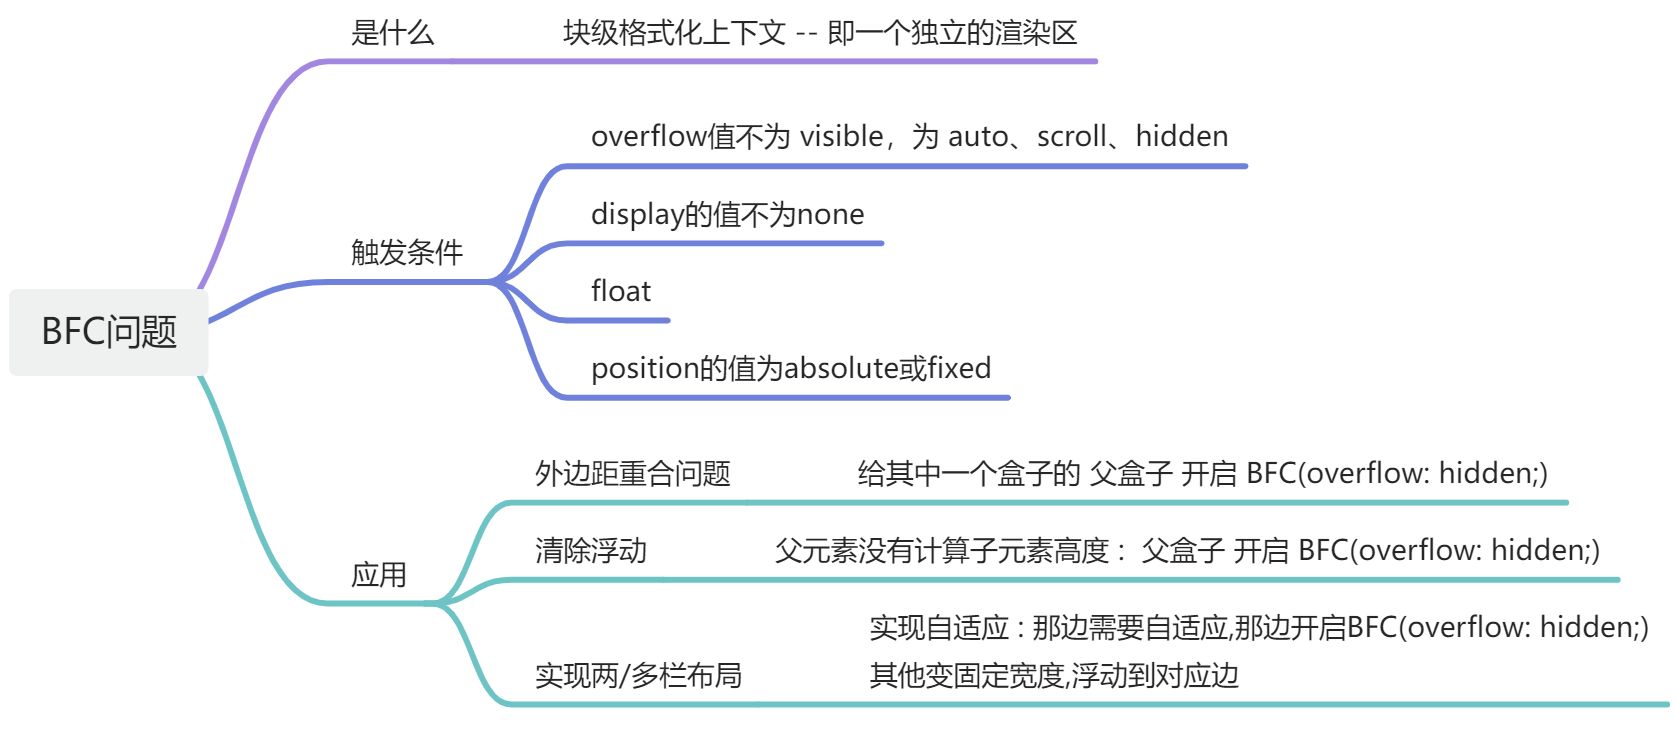 BFC问题
是什么
块级格式化上下文 -- 即一个独立的渲染区
触发条件
overflow值不为 visible，为 auto、scroll、hidden
display的值不为none
float
position的值为absolute或fixed
应用
外边距重合问题
给其中一个盒子的 父盒子 开启 BFC(overflow: hidden;)
清除浮动
父元素没有计算子元素高度 : 父盒子 开启 BFC(overflow: hidden;)
实现两/多栏布局
实现自适应 : 那边需要自适应,那边开启BFC(overflow: hidden;)
其他变固定宽度,浮动到对应边